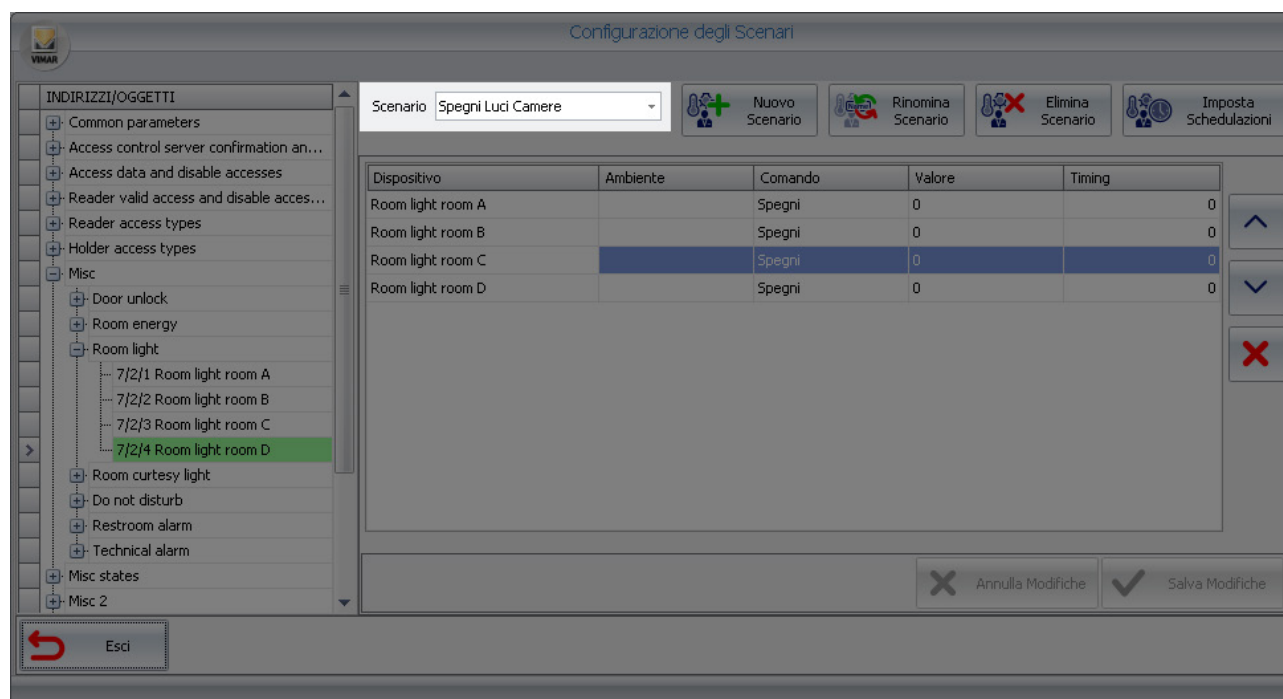 Configurazione degli Scenari
VIMAR
INDIRIZZI/OGGETTI
Common parameters
Access control server confirmation an...
Access data and disable accesses
Reader valid access and disable acces...
Reader access types
Holder access types
Misc
Door unlock
Room energy
Room light
7/2/1 Room light room A
7/2/2 Room light room B
7/2/3 Room light room C
7/2/4 Room light room D
Room curtesy light
Do not disturb
Restroom alarm
Technical alarm
Misc states
Misc 2
Scenario Spegni Luci Camere
Nuovo
Scenario
Rinomina
Scenario
Elimina
Scenario
Imposta
Schedulazioni
Dispositivo Ambiente Comando Valore Timing
Room light room A Spegni 0 0
Room light room B Spegni 0 0
Room light room C Spegni 0 0
Room light room D Spegni 0 0
Annulla Modifiche Salva Modifiche
Esci